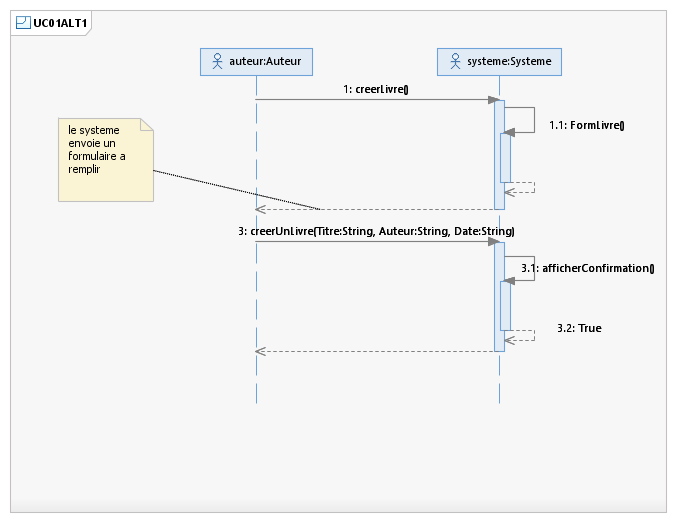 UC01ALT1
auteur:Auteur
systeme:Systeme
1: creerLivre()
1.1: FormLivre()
le systeme
envoie un
formulaire a
remplir
3: creerUnLivre(Titre:String, Auteur:String, Date:String)
3.1: afficherConfirmation()
3.2: True